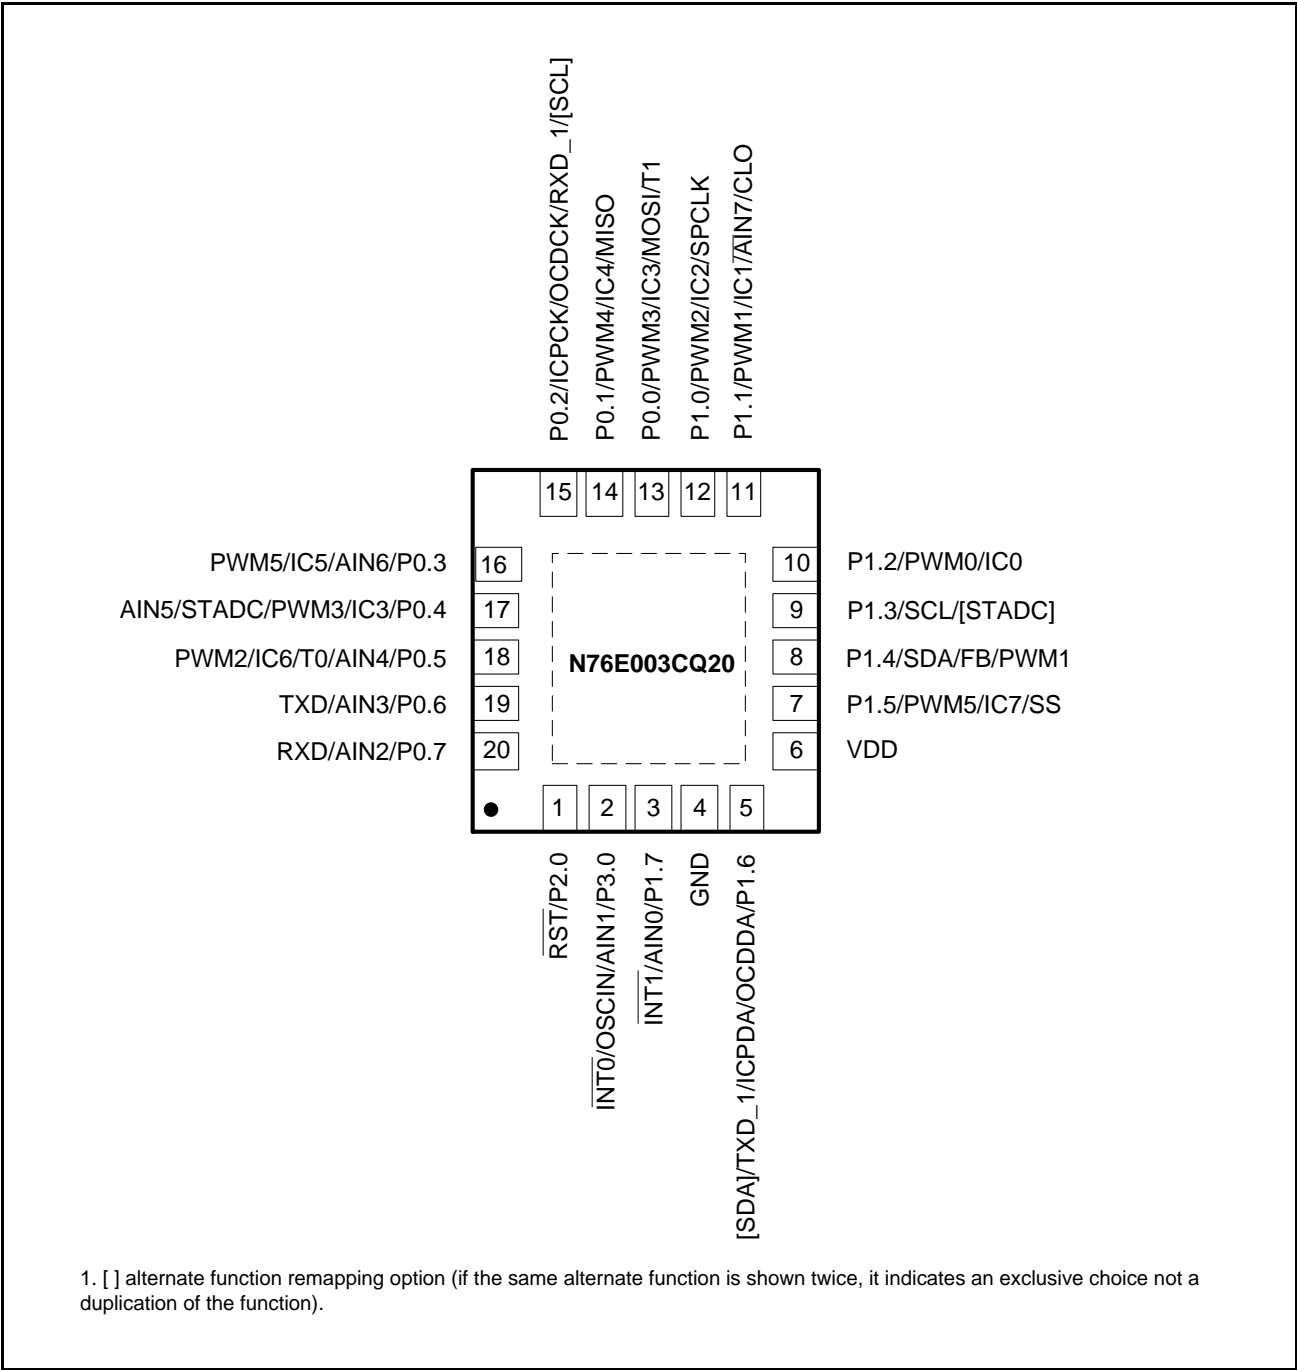 P0.2/ICPCK/OCDCK/RXD_1/[SCL]
P0.1/PWM4/IC4/MISO
P0.0/PWM3/IC3/MOSI/T1
P1.0/PWM2/IC2/SPCLK
P1.1/PWM1/IC1/AIN7/CLO
15 14 13 12 11
PWM5/IC5/AIN6/P0.3 16
AIN5/STADC/PWM3/IC3/P0.4 17
PWM2/IC6/T0/AIN4/P0.5 18
TXD/AIN3/P0.6 19
RXD/AIN2/P0.7 20
N76E003CQ20
10 P1.2/PWM0/IC0
9 P1.3/SCL/[STADC]
8 P1.4/SDA/FB/PWM1
7 P1.5/PWM5/IC7/SS
6 VDD
1 2 3 4 5
RST/P2.0
INT0/OSCIN/AIN1/P3.0
INT1/AIN0/P1.7
GND
[SDA]/TXD_1/ICPDA/OCDDA/P1.6
1. [ ] alternate function remapping option (if the same alternate function is shown twice, it indicates an exclusive choice not a
duplication of the function).